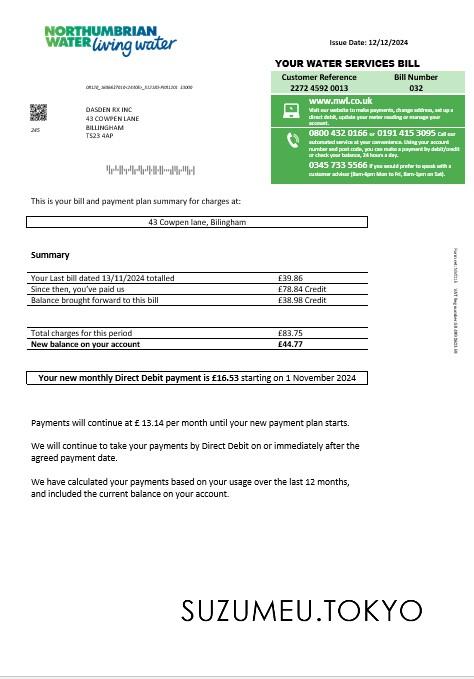 NORTHUMBRIAN
WATER living water
Issue Date: 12/12/2024
YOUR WATER SERVICES BILL
Customer Reference Bill Number
2272 4592 0013 032
www.nwl.co.uk
Visit our website to make payments, change address, set up a
direct debit, update your meter reading or manage your
account.
0800 432 0166 or 0191 415 3095 Call our
automated service at your convenience. Using your account
number and post code, you can make a payment by debit/credit
or check your balance, 24 hours a day.
0345 733 5566 If you would prefer to speak with a
customer advisor (8am-6pm Mon to Fri, 8am-1pm on Sat).
245
DASDEN RX INC
43 COWPEN LANE
BILLINGHAM
TS23 4AP
This is your bill and payment plan summary for charges at:
43 Cowpen lane, Bilingham
Summary
Your Last bill dated 13/11/2024 totalled £39.86
Since then, you've paid us £78.84 Credit
Balance brought forward to this bill £38.98 Credit
Total charges for this period £83.75
New balance on your account £44.77
Your new monthly Direct Debit payment is £16.53 starting on 1 November 2024
Payments will continue at £ 13.14 per month until your new payment plan starts.
We will continue to take your payments by Direct Debit on or immediately after the
agreed payment date.
We have calculated your payments based on your usage over the last 12 months,
and included the current balance on your account.
SUZUMEU.TOKYO